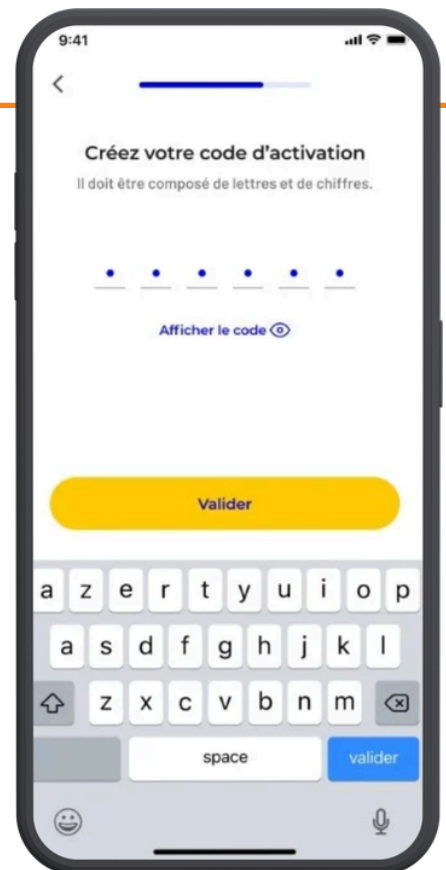 9:41
Créez votre code d'activation
Il doit être composé de lettres et de chiffres.
Afficher le code
Valider
a z e r t y u i o p
a s d f g h j k l
z x c v b n m
space valider